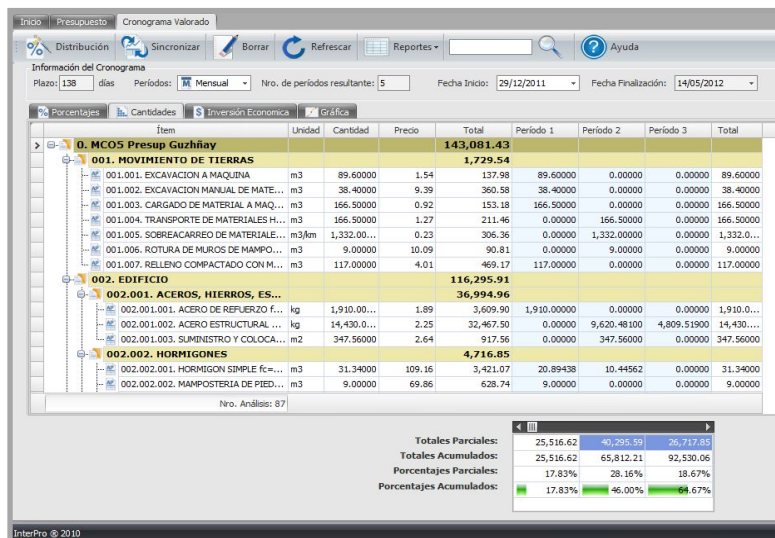 Inicio Presupuesto Cronograma Valorado
Distribución Sincronizar Borrar Refrescar Reportes Ayuda
Información del Cronograma
Plazo: 138 días Períodos: M Mensual Nro. de períodos resultante: 5 Fecha Inicio: 29/12/2011 Fecha Finalización: 14/05/2012
% Porcentajes Cantidades $ Inversión Economica Gráfica
Ítem Unidad Cantidad Precio Total Período 1 Período 2 Período 3 Total
0. MCO5 Presup Guzhñay 143,081.43
001. MOVIMIENTO DE TIERRAS 1,729.54
001.001. EXCAVACION A MAQUINA m3 89.60000 1.54 137.98 89.60000 0.00000 0.00000 89.60000
001.002. EXCAVACION MANUAL DE MATE... m3 38.40000 9.39 360.58 38.40000 0.00000 0.00000 38.40000
001.003. CARGADO DE MATERIAL A MAQ... m3 166.50000 0.92 153.18 166.50000 0.00000 0.00000 166.50000
001.004. TRANSPORTE DE MATERIALES H... m3 166.50000 1.27 211.46 0.00000 166.50000 0.00000 166.50000
001.005. SOBREACARREO DE MATERIALE... m3/km 1,332.00... 0.23 306.36 0.00000 1,332.00000 0.00000 1,332.0...
001.006. ROTURA DE MUROS DE MAMPO... m3 9.00000 10.09 90.81 0.00000 9.00000 0.00000 9.00000
001.007. RELLENO COMPACTADO CON M... m3 117.00000 4.01 469.17 117.00000 0.00000 0.00000 117.00000
002. EDIFICIO 116,295.91
002.001. ACEROS, HIERROS, ES... 36,994.96
002.001.001. ACERO DE REFUERZO f... kg 1,910.00... 1.89 3,609.90 1,910.00000 0.00000 0.00000 1,910.0...
002.001.002. ACERO ESTRUCTURAL ... kg 14,430.0... 2.25 32,467.50 0.00000 9,620.48100 4,809.51900 14,430....
002.001.003. SUMINISTRO Y COLOCA... m2 347.56000 2.64 917.56 0.00000 347.56000 0.00000 347.56000
002.002. HORMIGONES 4,716.85
002.002.001. HORMIGON SIMPLE fc=... m3 31.34000 109.16 3,421.07 20.89438 10.44562 0.00000 31.34000
002.002.002. MAMPOSTERIA DE PIED... m3 9.00000 69.86 628.74 9.00000 0.00000 0.00000 9.00000
Nro. Análisis: 87
Totales Parciales: 25,516.62 40,295.59 26,717.85
Totales Acumulados: 25,516.62 65,812.21 92,530.06
Porcentajes Parciales: 17.83% 28.16% 18.67%
Porcentajes Acumulados: 17.83% 46.00% 64.67%
InterPro ® 2010